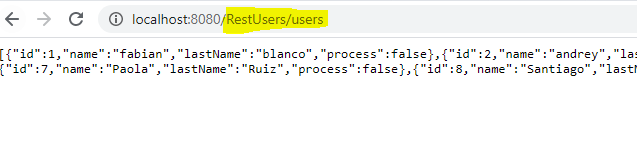 localhost:8080/RestUsers/users
[{"id":1,"name":"fabian","lastName":"blanco","process":false},{"id":2,"name":"andrey","las
{"id":7,"name":"Paola","lastName":"Ruiz","process":false},{"id":8,"name":"Santiago","lastN